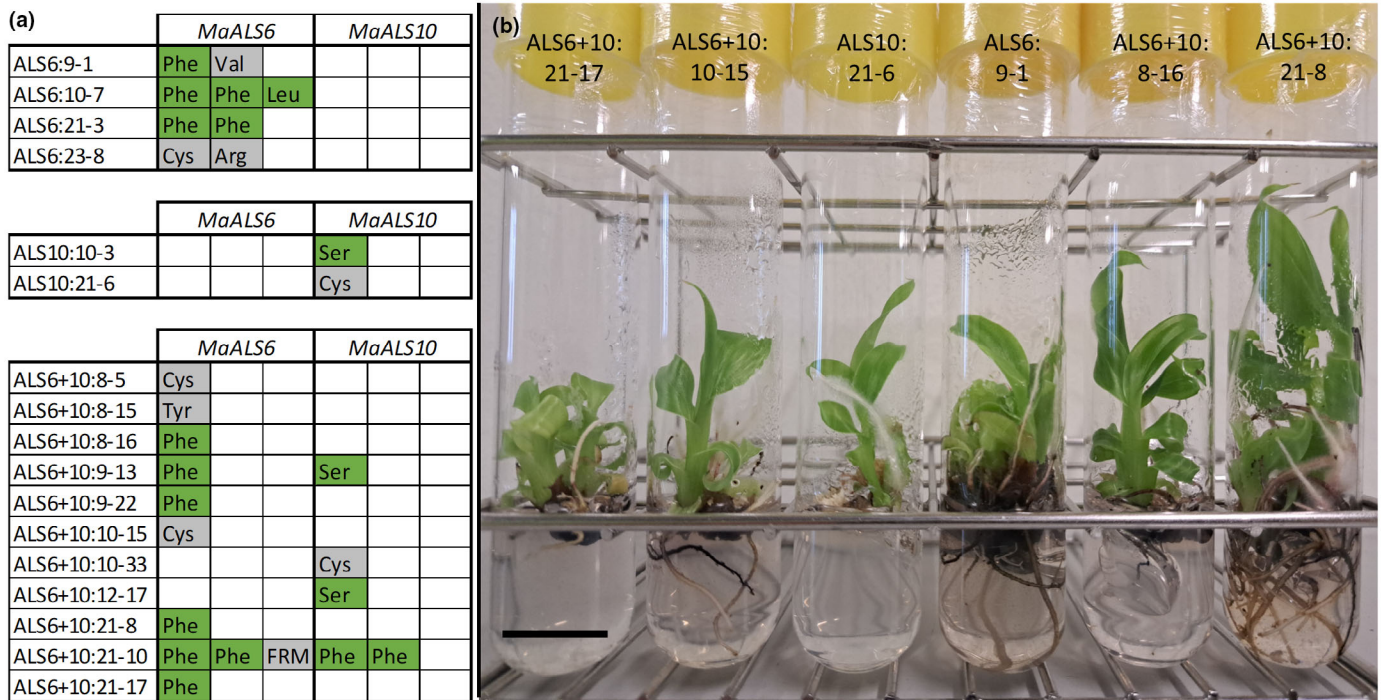 (a)
MaALS6 MaALS10
ALS6:9-1 Phe Val
ALS6:10-7 Phe Phe Leu
ALS6:21-3 Phe Phe
ALS6:23-8 Cys Arg
MaALS6 MaALS10
ALS10:10-3 Ser
ALS10:21-6 Cys
MaALS6 MaALS10
ALS6+10:8-5 Cys
ALS6+10:8-15 Tyr
ALS6+10:8-16 Phe
ALS6+10:9-13 Phe Ser
ALS6+10:9-22 Phe
ALS6+10:10-15 Cys
ALS6+10:10-33 Cys
ALS6+10:12-17 Ser
ALS6+10:21-8 Phe
ALS6+10:21-10 Phe Phe FRM Phe Phe
ALS6+10:21-17 Phe
(b)
ALS6+10: ALS6+10: ALS10: ALS6: ALS6+10: ALS6+10:
21-17 10-15 21-6 9-1 8-16 21-8